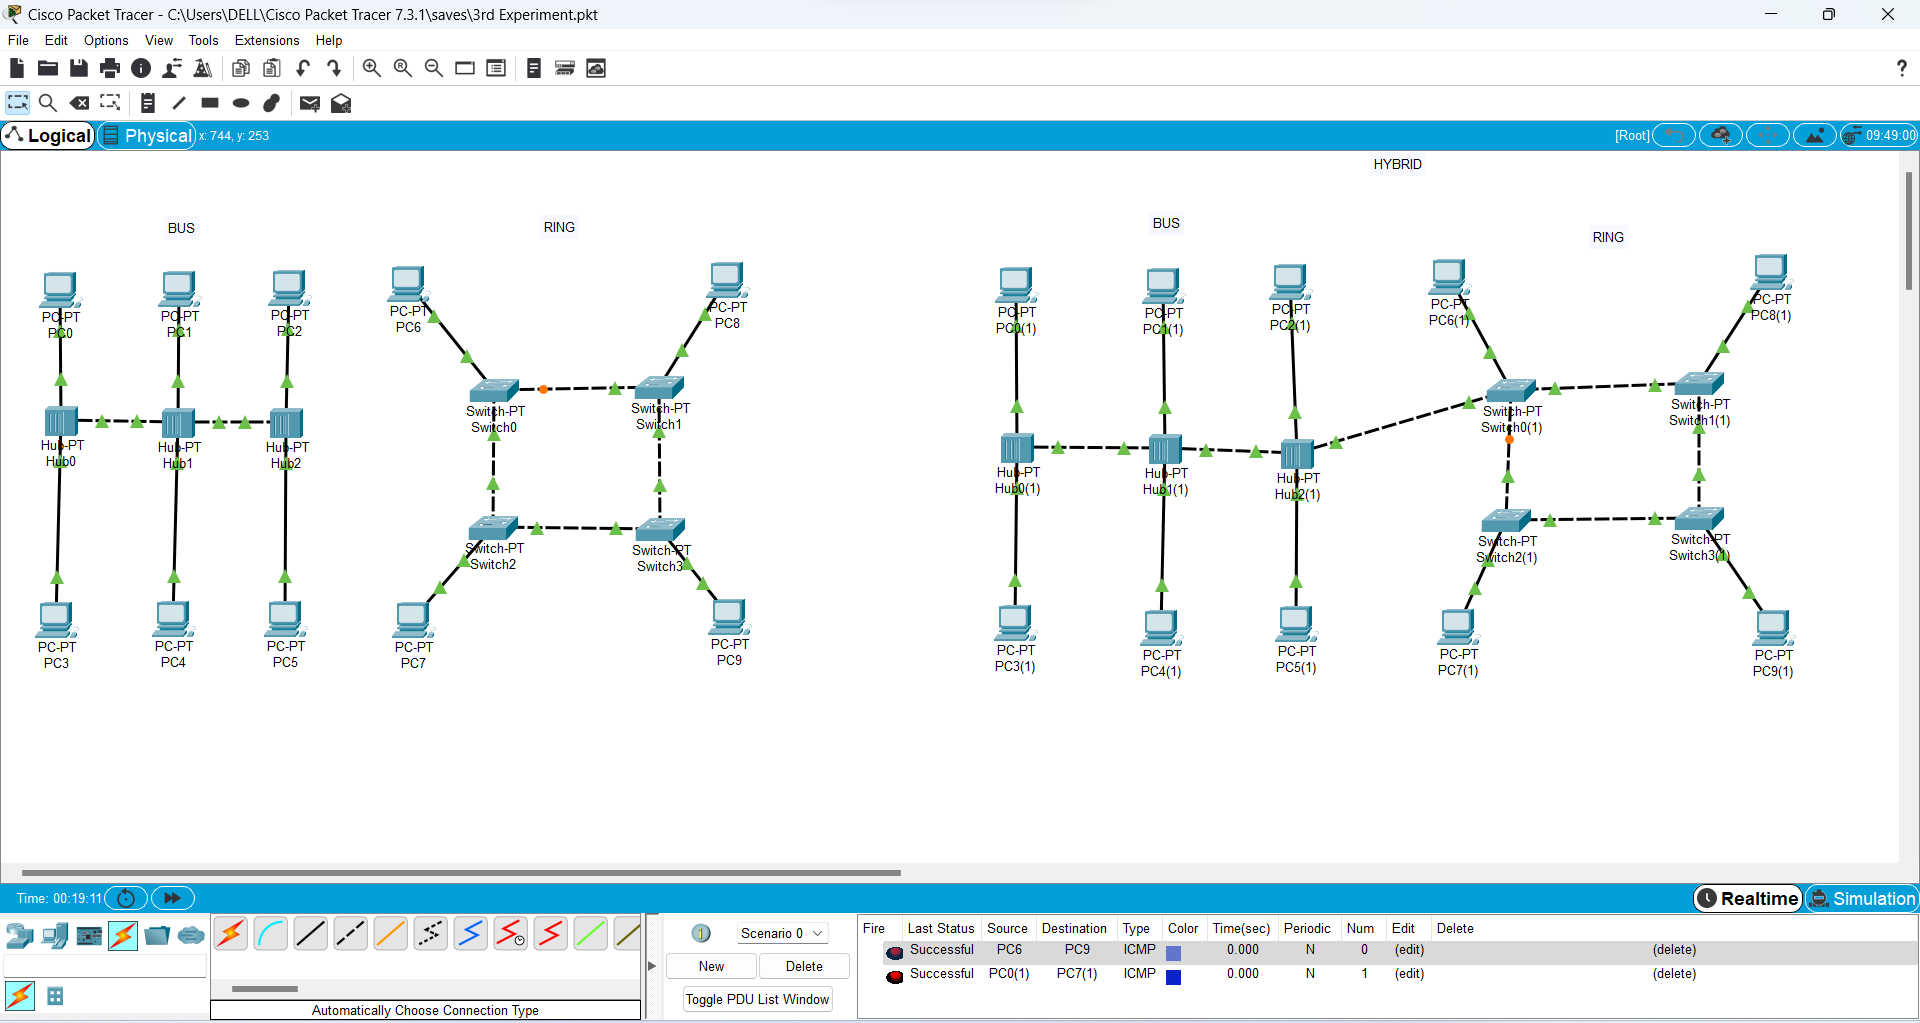 Cisco Packet Tracer - C:\Users\DELL\Cisco Packet Tracer 7.3.1\saves\3rd Experiment.pkt
File Edit Options View Tools Extensions Help
?
Logical Physical x: 744, y: 253 [Root] 09:49:00
HYBRID
BUS
RING
BUS
RING
PC-PT
PC0
PC-PT
PC1
PC-PT
PC2
PC-PT
PC6
PC-PT
PC8
Hub-PT
Hub0
Hub-PT
Hub1
Hub-PT
Hub2
Switch-PT
Switch0
Switch-PT
Switch1
Switch-PT
Switch2
Switch-PT
Switch3
PC-PT
PC3
PC-PT
PC4
PC-PT
PC5
PC-PT
PC7
PC-PT
PC9
PC-PT
PC0(1)
PC-PT
PC1(1)
PC-PT
PC2(1)
PC-PT
PC6(1)
PC-PT
PC8(1)
Hub-PT
Hub0(1)
Hub-PT
Hub1(1)
Hub-PT
Hub2(1)
Switch-PT
Switch0(1)
Switch-PT
Switch1(1)
Switch-PT
Switch2(1)
Switch-PT
Switch3(1)
PC-PT
PC3(1)
PC-PT
PC4(1)
PC-PT
PC5(1)
PC-PT
PC7(1)
PC-PT
PC9(1)
Time: 00:19:11 Realtime Simulation
Scenario 0
New Delete
Toggle PDU List Window
Automatically Choose Connection Type
Fire Last Status Source Destination Type Color Time(sec) Periodic Num Edit Delete
Successful PC6 PC9 ICMP 0.000 N 0 (edit) (delete)
Successful PC0(1) PC7(1) ICMP 0.000 N 1 (edit) (delete)